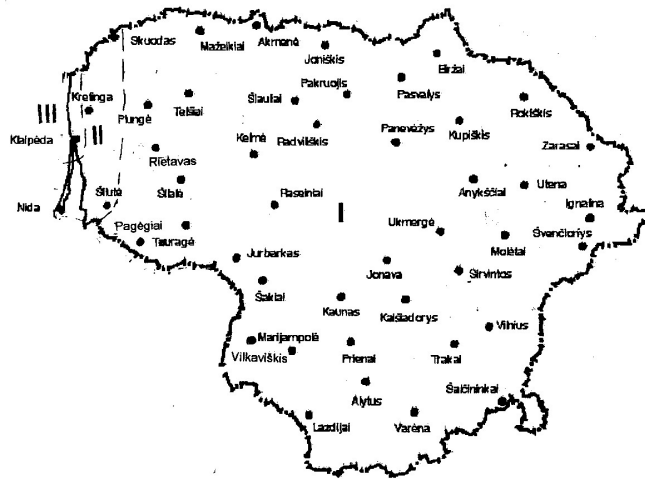 Skuodas
Mažeikiai
Akmenė
Joniškis
Biržai
Pakruojis
Pasvalys
Rokiškis
Kretinga
III
Plungė
Telšiai
Šiauliai
Radviliškis
Panevėžys
Kupiškis
Klaipėda
II
Rietavas
Kelmė
Zarasai
Šilutė
Šilalė
Raseiniai
Anykščiai
Utena
Ignalina
Nida
I
Pagėgiai
Tauragė
Ukmergė
Molėtai
Švenčionys
Jurbarkas
Jonava
Širvintos
Šakiai
Kaunas
Kaišiadorys
Vilnius
Marijampolė
Vilkaviškis
Prienai
Trakai
Alytus
Šalčininkai
Lazdijai
Varėna